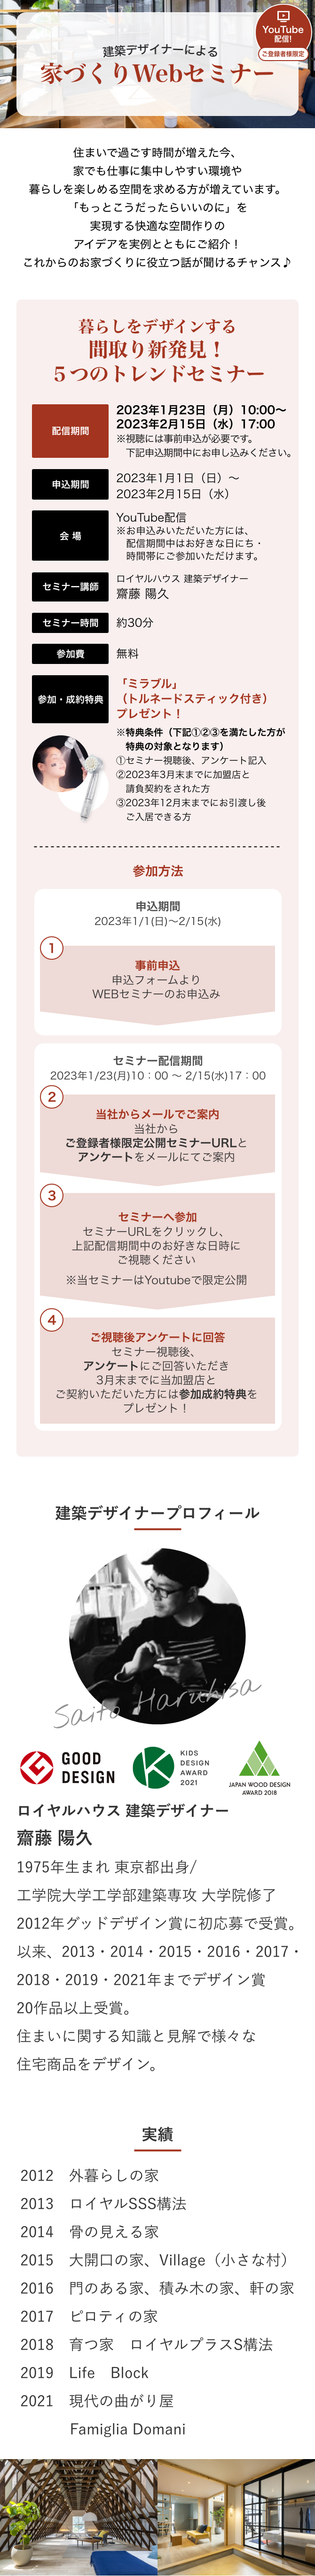 YouTube
配信!
ご登録者様限定
建築デザイナーによる
家づくりWebセミナー
住まいで過ごす時間が増えた今、
家でも仕事に集中しやすい環境や
暮らしを楽しめる空間を求める方が増えています。
「もっとこうだったらいいのに」を
実現する快適な空間作りの
アイデアを実例とともにご紹介！
これからのお家づくりに役立つ話が聞けるチャンス♪
暮らしをデザインする
間取り新発見！
５つのトレンドセミナー
配信期間
2023年1月23日（月）10:00〜
2023年2月15日（水）17:00
※視聴には事前申込が必要です。
下記申込期間中にお申し込みください。
申込期間
2023年1月1日（日）〜
2023年2月15日（水）
会 場
YouTube配信
※お申込みいただいた方には、
配信期間中はお好きな日にち・
時間帯にご参加いただけます。
セミナー講師
ロイヤルハウス 建築デザイナー
齋藤 陽久
セミナー時間
約30分
参加費
無料
参加・成約特典
「ミラブル」
（トルネードスティック付き）
プレゼント！
※特典条件（下記①②③を満たした方が
特典の対象となります）
①セミナー視聴後、アンケート記入
②2023年3月末までに加盟店と
請負契約をされた方
③2023年12月末までにお引渡し後
ご入居できる方
参加方法
申込期間
2023年1/1(日)〜2/15(水)
1
事前申込
申込フォームより
WEBセミナーのお申込み
セミナー配信期間
2023年1/23(月)10：00 〜 2/15(水)17：00
2
当社からメールでご案内
当社から
ご登録者様限定公開セミナーURLと
アンケートをメールにてご案内
3
セミナーへ参加
セミナーURLをクリックし、
上記配信期間中のお好きな日時に
ご視聴ください
※当セミナーはYoutubeで限定公開
4
ご視聴後アンケートに回答
セミナー視聴後、
アンケートにご回答いただき
3月末までに当加盟店と
ご契約いただいた方には参加成約特典を
プレゼント！
建築デザイナープロフィール
Saito Haruhisa
GOOD
DESIGN
KIDS
DESIGN
AWARD
2021
JAPAN WOOD DESIGN
AWARD 2018
ロイヤルハウス 建築デザイナー
齋藤 陽久
1975年生まれ 東京都出身/
工学院大学工学部建築専攻 大学院修了
2012年グッドデザイン賞に初応募で受賞。
以来、2013・2014・2015・2016・2017・
2018・2019・2021年までデザイン賞
20作品以上受賞。
住まいに関する知識と見解で様々な
住宅商品をデザイン。
実績
2012 外暮らしの家
2013 ロイヤルSSS構法
2014 骨の見える家
2015 大開口の家、Village（小さな村）
2016 門のある家、積み木の家、軒の家
2017 ピロティの家
2018 育つ家　ロイヤルプラスS構法
2019 Life　Block
2021 現代の曲がり屋
Famiglia Domani